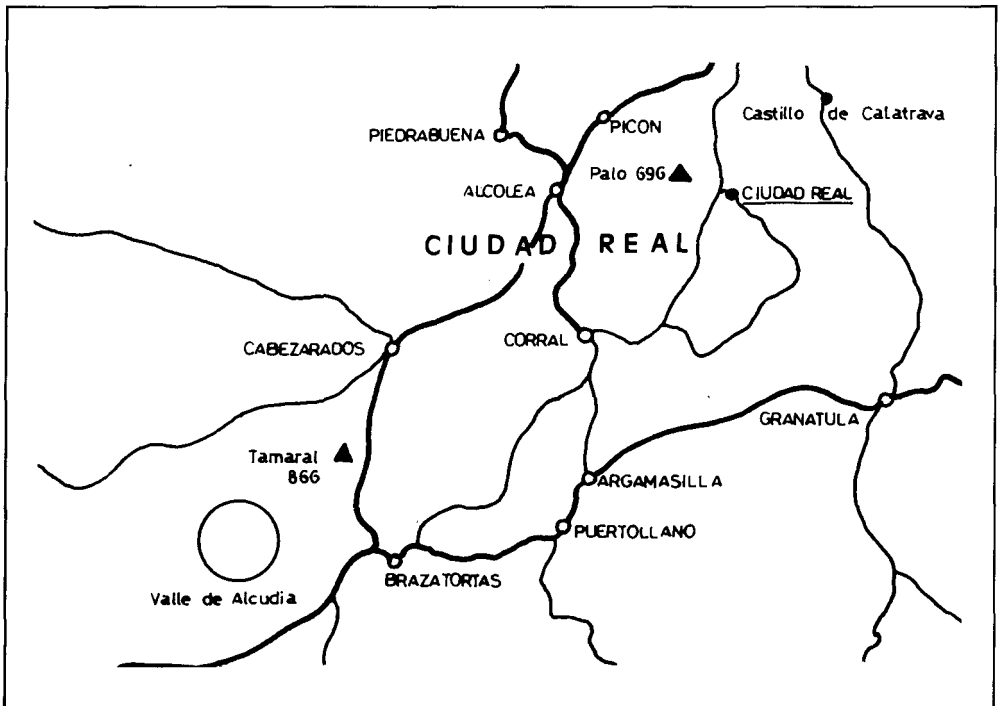 PIEDRABUENA
PICON
Castillo de Calatrava
Palo 696
ALCOLEA
CIUDAD REAL
CIUDAD REAL
CABEZARADOS
CORRAL
GRANATULA
Tamaral
866
ARGAMASILLA
PUERTOLLANO
BRAZATORTAS
Valle de Alcudia